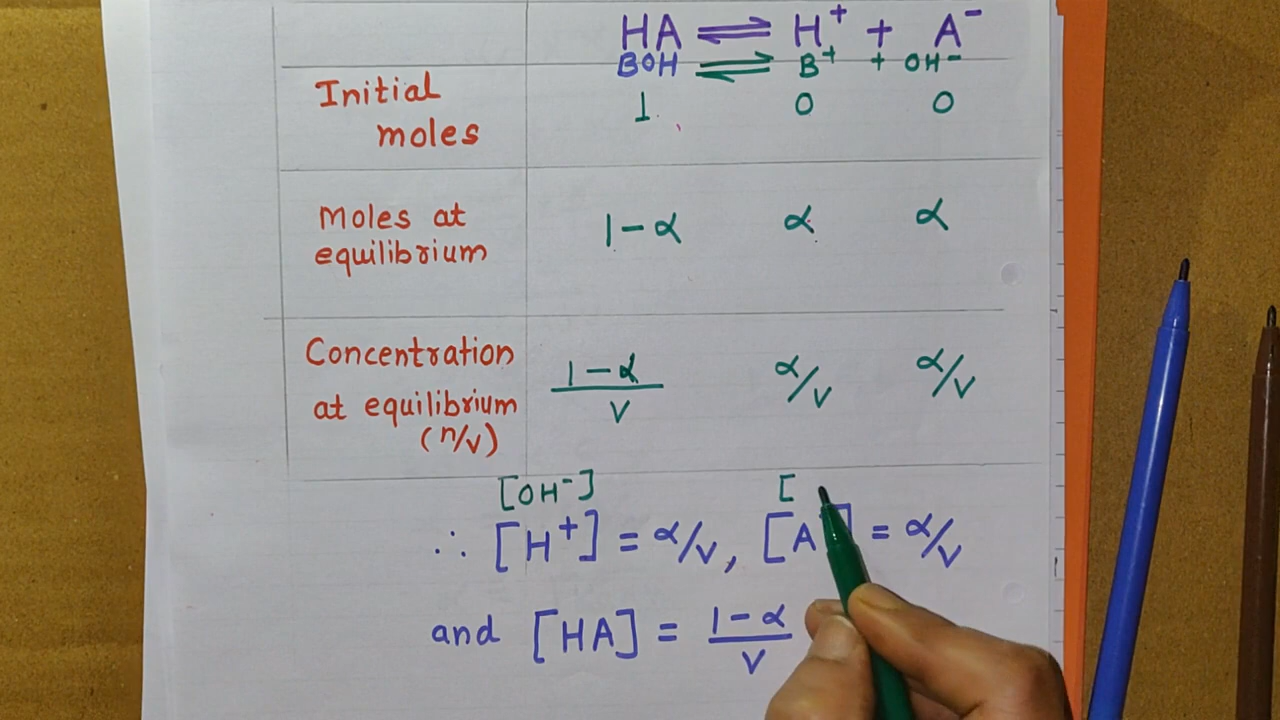 HA ⇌ H⁺ + A⁻
BOH ⇌ B⁺ + OH⁻
Initial moles 1 0 0
Moles at equilibrium 1-α α α
Concentration at equilibrium (n/v) 1-α/v α/v α/v
[OH⁻] [
∴ [H⁺] = α/v, [A ] = α/v
and [HA] = 1-α/v